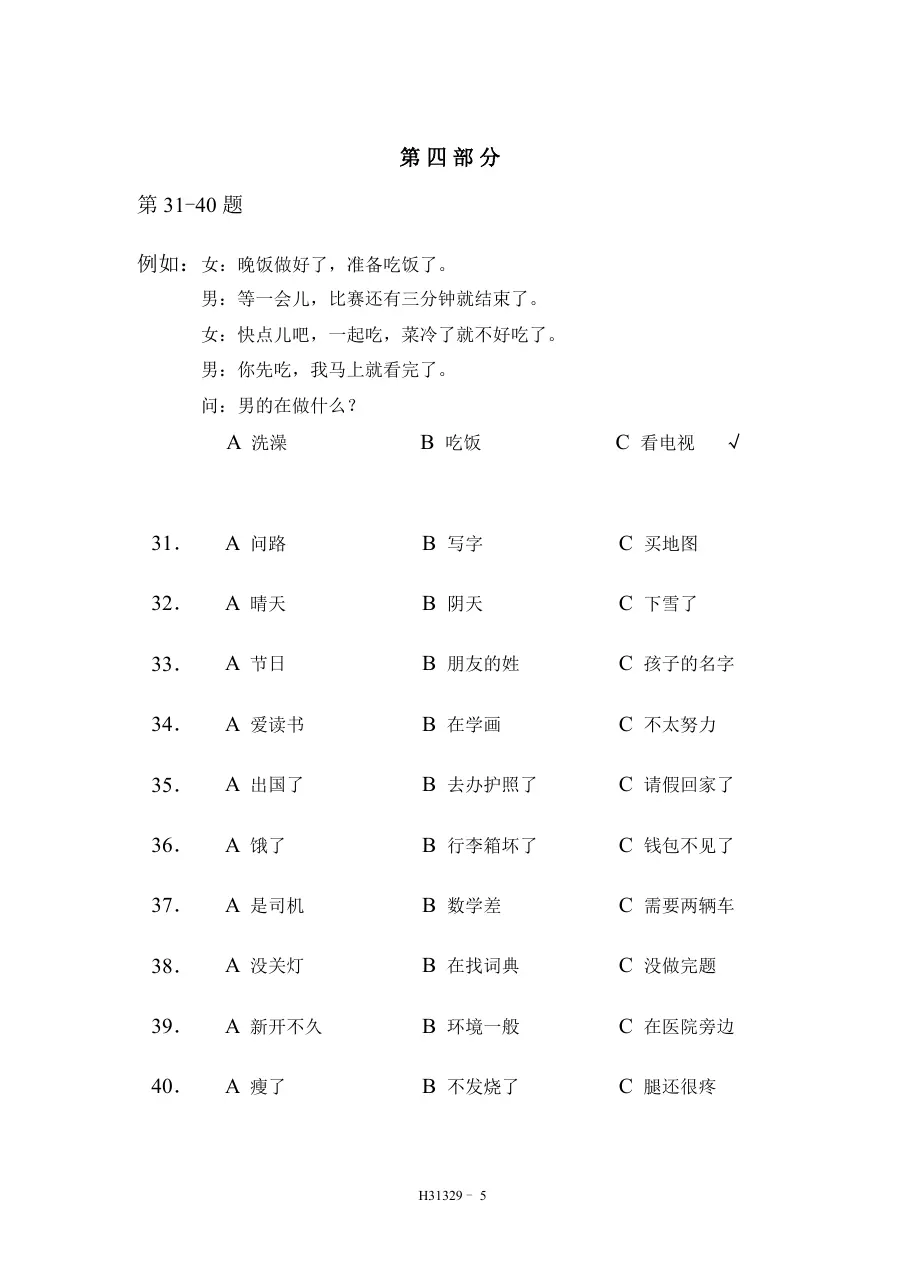 第 四 部 分
第 31-40 题
例如：女：晚饭做好了，准备吃饭了。
男：等一会儿，比赛还有三分钟就结束了。
女：快点儿吧，一起吃，菜冷了就不好吃了。
男：你先吃，我马上就看完了。
问：男的在做什么？
A 洗澡 B 吃饭 C 看电视 √
31． A 问路 B 写字 C 买地图
32． A 晴天 B 阴天 C 下雪了
33． A 节日 B 朋友的姓 C 孩子的名字
34． A 爱读书 B 在学画 C 不太努力
35． A 出国了 B 去办护照了 C 请假回家了
36． A 饿了 B 行李箱坏了 C 钱包不见了
37． A 是司机 B 数学差 C 需要两辆车
38． A 没关灯 B 在找词典 C 没做完题
39． A 新开不久 B 环境一般 C 在医院旁边
40． A 瘦了 B 不发烧了 C 腿还很疼
H31329 - 5